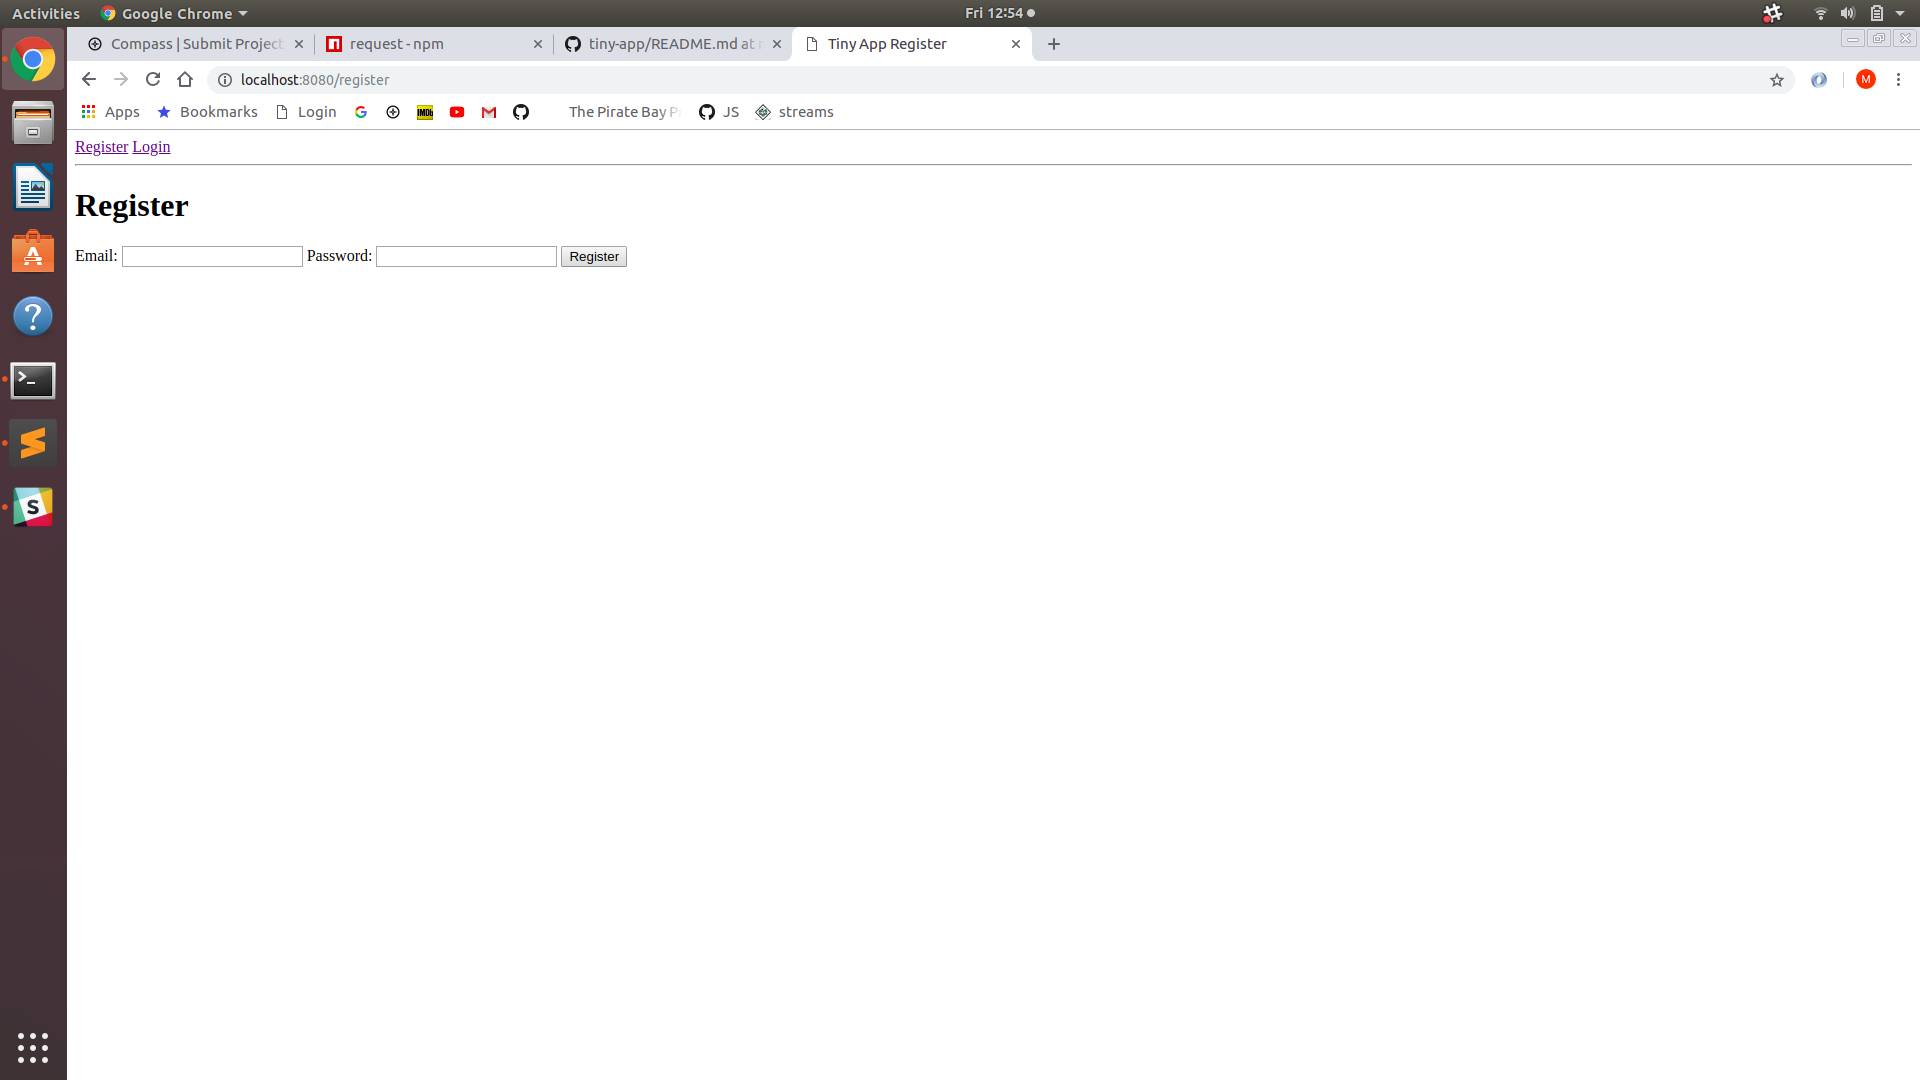 Activities Google Chrome Fri 12:54
Compass | Submit Project request - npm tiny-app/README.md at Tiny App Register
localhost:8080/register M
Apps Bookmarks Login G IMDb The Pirate Bay JS streams
Register Login
Register
Email: Password: Register
S